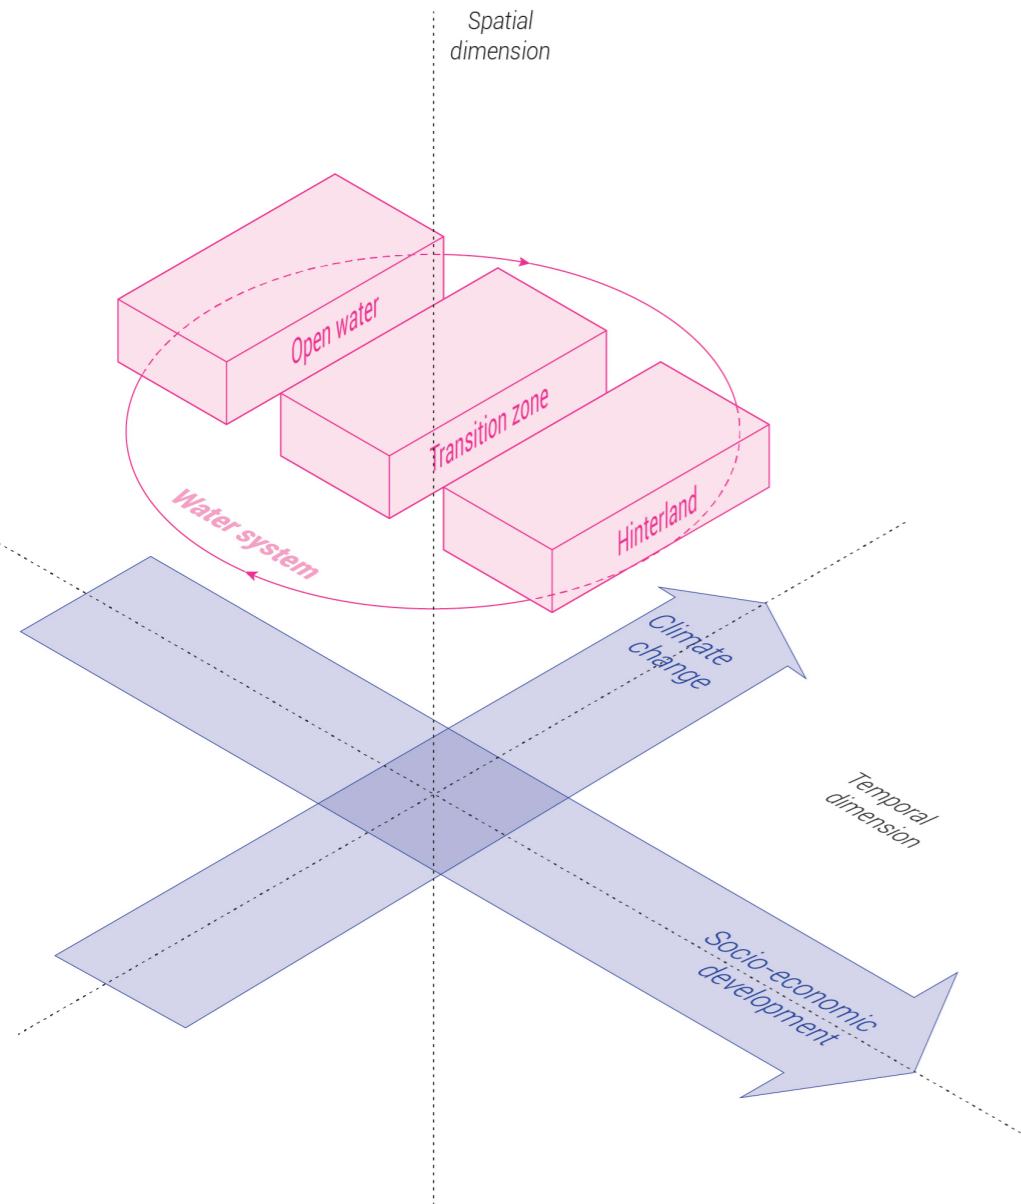 Spatial
dimension
Open water
Transition zone
Hinterland
Water system
Climate
change
Temporal
dimension
Socio-economic
development